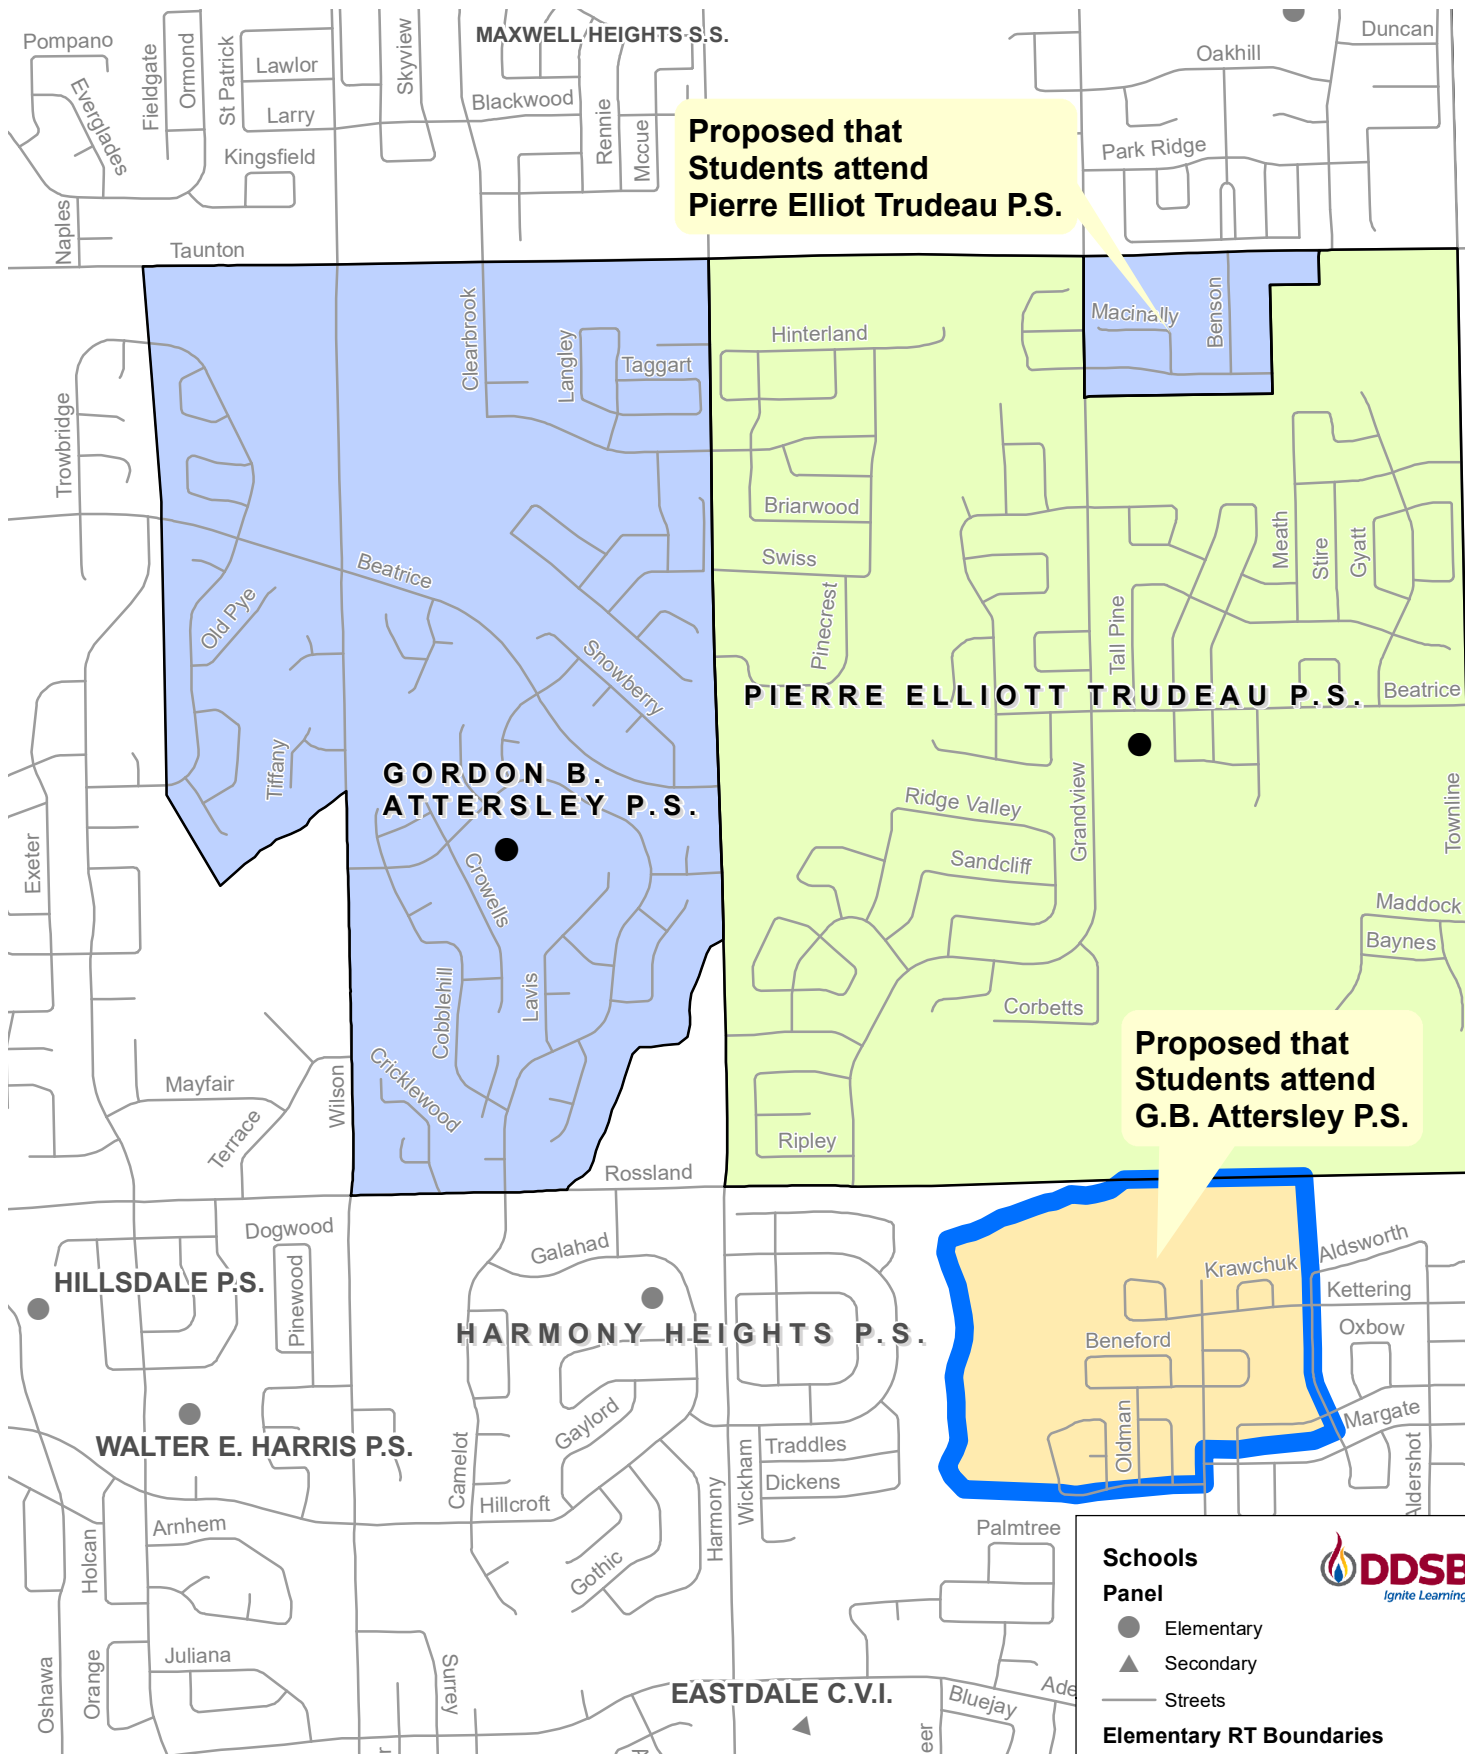 MAXWELL HEIGHTS S.S.
Pompano
Fieldgate
Ormond
St Patrick
Lawlor
Skyview
Duncan
Oakhill
Everglades
Larry
Blackwood
Rennie
Mccue
Kingsfield
Park Ridge
Proposed that
Students attend
Pierre Elliot Trudeau P.S.
Naples
Taunton
Clearbrook
Langley
Taggart
Hinterland
Macinally
Benson
Trowbridge
Briarwood
Swiss
Pinecrest
Beatrice
Old Pye
Snowberry
Tall Pine
Meath
Stire
Gyatt
PIERRE ELLIOTT TRUDEAU P.S.
Beatrice
Tiffany
GORDON B.
ATTERSLEY P.S.
Ridge Valley
Sandcliff
Grandview
Townline
Exeter
Crowells
Maddock
Baynes
Cobblehill
Lavis
Corbetts
Cricklewood
Mayfair
Terrace
Wilson
Ripley
Proposed that
Students attend
G.B. Attersley P.S.
Rossland
Dogwood
Galahad
Pinewood
HILLSDALE P.S.
HARMONY HEIGHTS P.S.
Krawchuk
Aldsworth
Kettering
Oxbow
Beneford
Oldman
Margate
Aldershot
WALTER E. HARRIS P.S.
Camelot
Gaylord
Wickham
Traddles
Dickens
Harmony
Hillcroft
Gothic
Palmtree
Arnhem
Holcan
Oshawa
Orange
Juliana
Surrey
EASTDALE C.V.I.
Bluejay
Ade
eer
Schools
DDSB
Ignite Learning
Panel
Elementary
Secondary
Streets
Elementary RT Boundaries